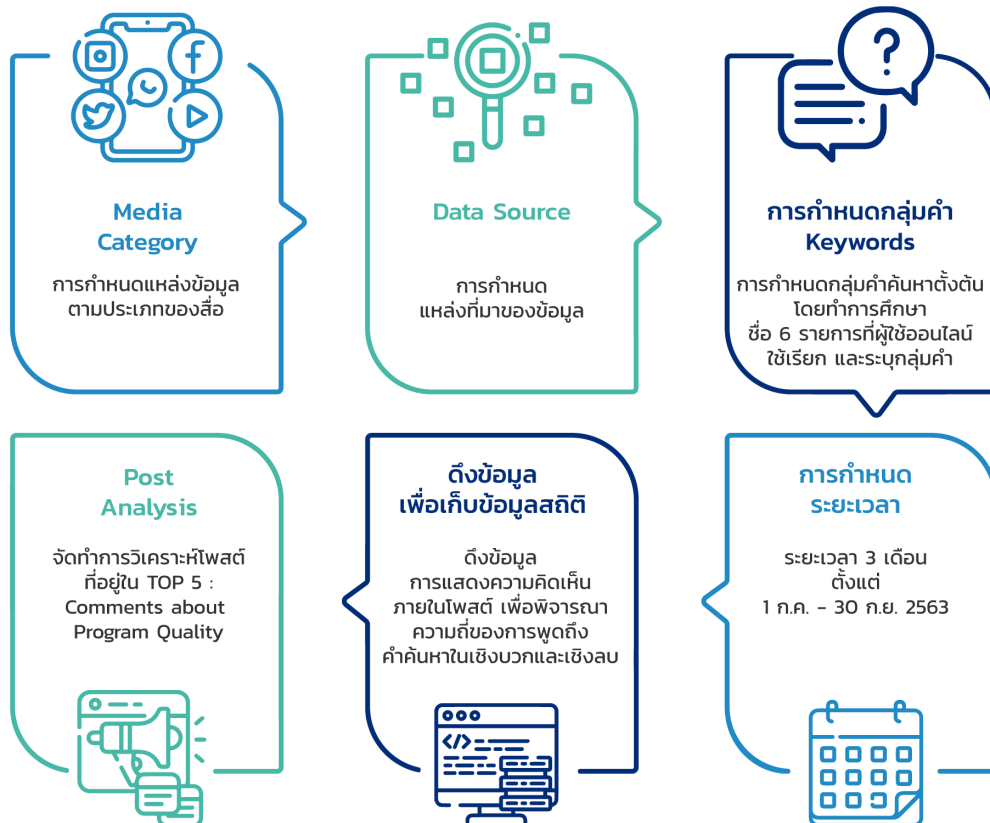 Media
Category
การกำหนดแหล่งข้อมูล
ตามประเภทของสื่อ
Data Source
การกำหนด
แหล่งที่มาของข้อมูล
?
การกำหนดกลุ่มคำ
Keywords
การกำหนดกลุ่มคำค้นหาตั้งต้น
โดยทำการศึกษา
ชื่อ 6 รายการที่ผู้ใช้ออนไลน์
ใช้เรียก และระบุกลุ่มคำ
การกำหนด
ระยะเวลา
ระยะเวลา 3 เดือน
ตั้งแต่
1 ก.ค. - 30 ก.ย. 2563
ดึงข้อมูล
เพื่อเก็บข้อมูลสถิติ
ดึงข้อมูล
การแสดงความคิดเห็น
ภายในโพสต์ เพื่อพิจารณา
ความถี่ของการพูดถึง
คำค้นหาในเชิงบวกและเชิงลบ
</>
Post
Analysis
จัดทำการวิเคราะห์โพสต์
ที่อยู่ใน TOP 5 :
Comments about
Program Quality